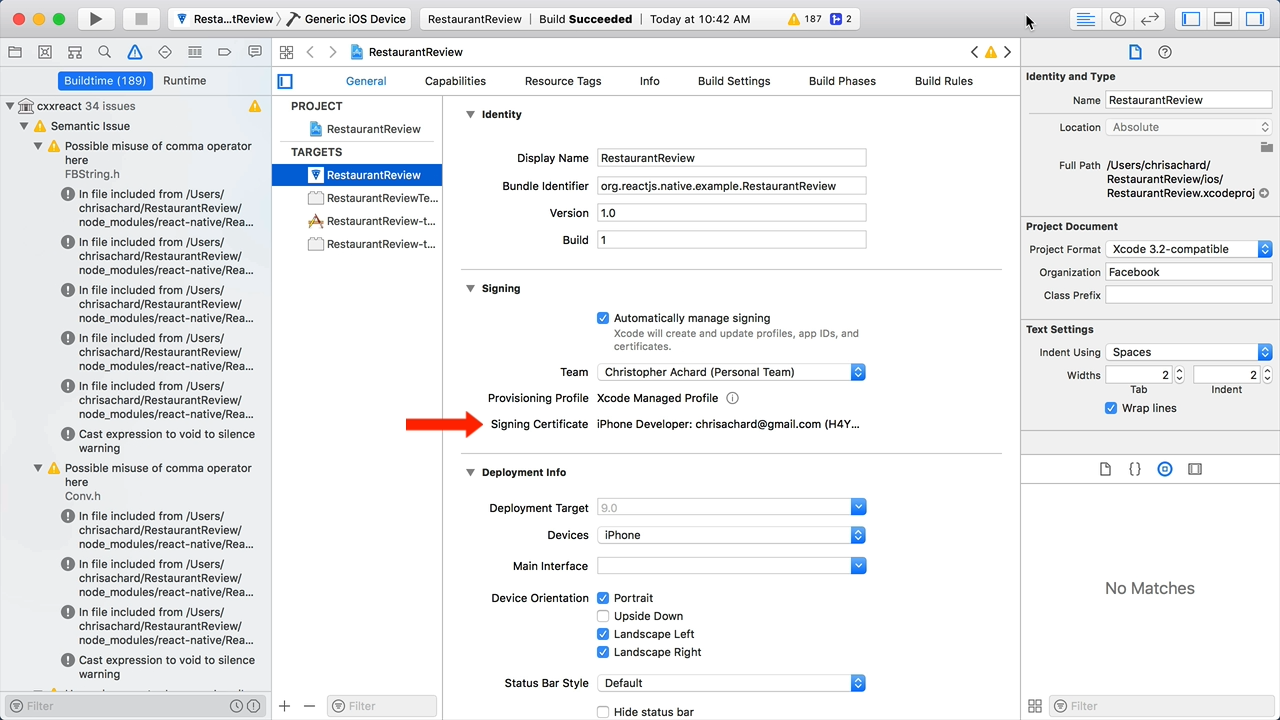 Resta...tReview
Generic iOS Device
RestaurantReview
Build Succeeded
Today at 10:42 AM
187
2
RestaurantReview
Buildtime (189)
Runtime
General
Capabilities
Resource Tags
Info
Build Settings
Build Phases
Build Rules
cxxreact 34 issues
Semantic Issue
Possible misuse of comma operator
here
FBString.h
In file included from /Users/
chrisachard/RestaurantReview/
node_modules/react-native/Rea...
In file included from /Users/
chrisachard/RestaurantReview/
node_modules/react-native/Rea...
In file included from /Users/
chrisachard/RestaurantReview/
node_modules/react-native/Rea...
In file included from /Users/
chrisachard/RestaurantReview/
node_modules/react-native/Rea...
In file included from /Users/
chrisachard/RestaurantReview/
node_modules/react-native/Rea...
Cast expression to void to silence
warning
Possible misuse of comma operator
here
Conv.h
In file included from /Users/
chrisachard/RestaurantReview/
node_modules/react-native/Rea...
In file included from /Users/
chrisachard/RestaurantReview/
node_modules/react-native/Rea...
In file included from /Users/
chrisachard/RestaurantReview/
node_modules/react-native/Rea...
Cast expression to void to silence
warning
Filter
PROJECT
RestaurantReview
TARGETS
RestaurantReview
RestaurantReviewTe...
RestaurantReview-t...
RestaurantReview-t...
Filter
Identity
Display Name RestaurantReview
Bundle Identifier org.reactjs.native.example.RestaurantReview
Version 1.0
Build 1
Signing
Automatically manage signing
Xcode will create and update profiles, app IDs, and
certificates.
Team Christopher Achard (Personal Team)
Provisioning Profile Xcode Managed Profile
Signing Certificate iPhone Developer: chrisachard@gmail.com (H4Y...
Deployment Info
Deployment Target 9.0
Devices iPhone
Main Interface
Device Orientation Portrait
Upside Down
Landscape Left
Landscape Right
Status Bar Style Default
Hide status bar
Identity and Type
Name RestaurantReview
Location Absolute
Full Path /Users/chrisachard/
RestaurantReview/ios/
RestaurantReview.xcodeproj
Project Document
Project Format Xcode 3.2-compatible
Organization Facebook
Class Prefix
Text Settings
Indent Using Spaces
Widths 2 2
Tab Indent
Wrap lines
No Matches
Filter